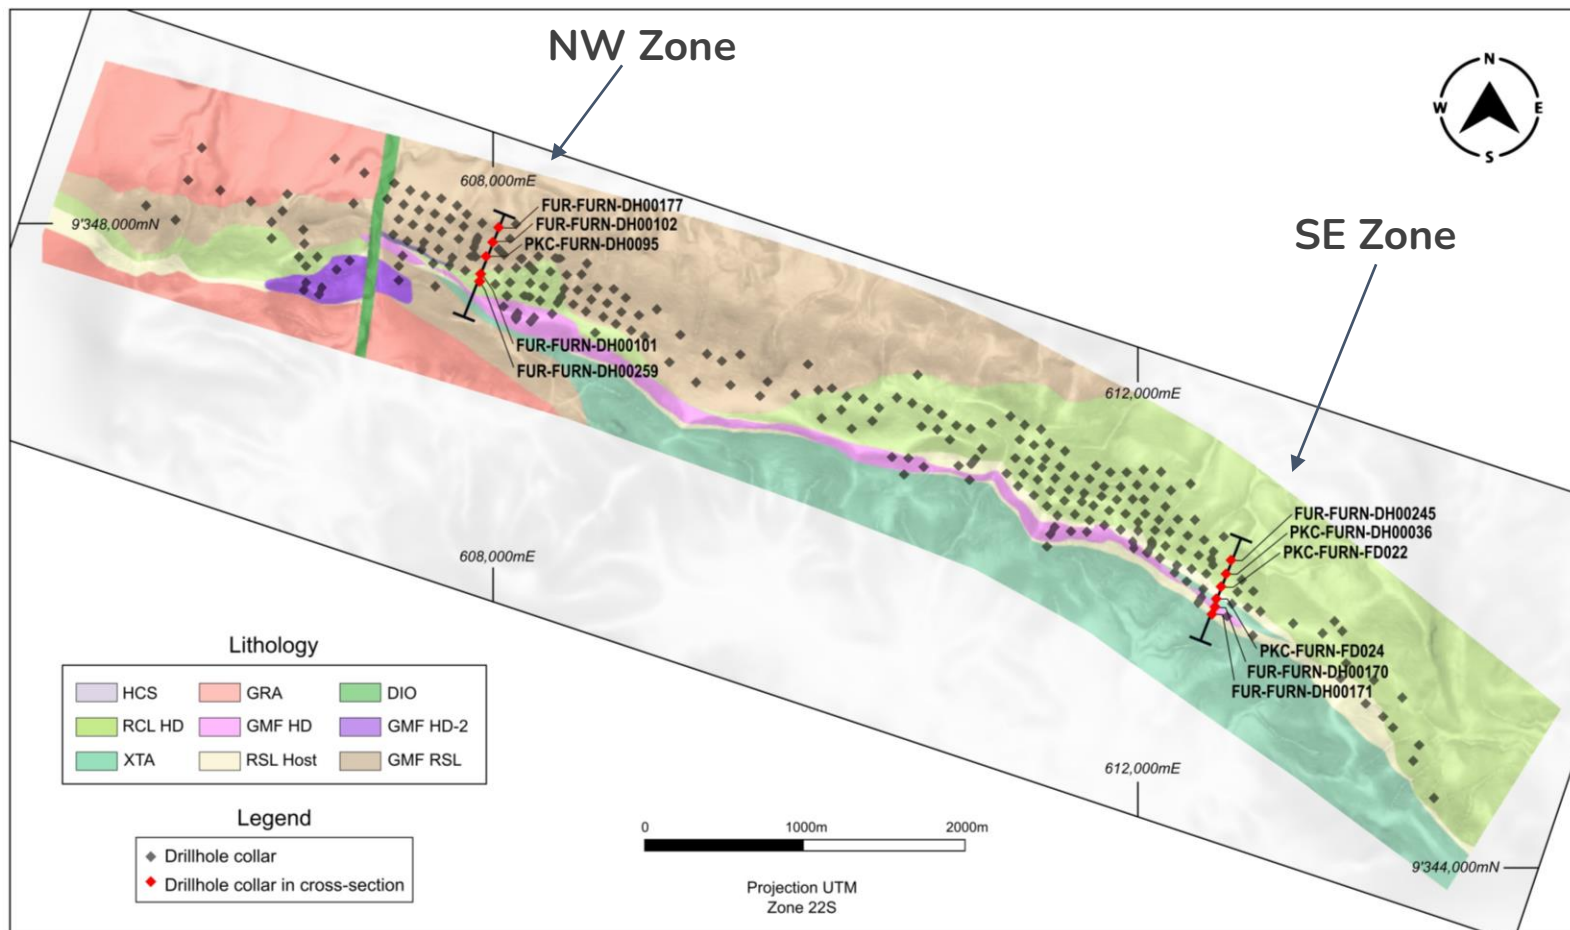 NW Zone
N
W
E
S
608,000mE
FUR-FURN-DH00177
FUR-FURN-DH00102
PKC-FURN-DH0095
9'348,000mN
SE Zone
FUR-FURN-DH00101
FUR-FURN-DH00259
612,000mE
FUR-FURN-DH00245
PKC-FURN-DH00036
PKC-FURN-FD022
608,000mE
PKC-FURN-FD024
FUR-FURN-DH00170
FUR-FURN-DH00171
Lithology
HCS
GRA
DIO
RCL HD
GMF HD
GMF HD-2
XTA
RSL Host
GMF RSL
612,000mE
Legend
Drillhole collar
Drillhole collar in cross-section
0
1000m
2000m
9'344,000mN
Projection UTM
Zone 22S